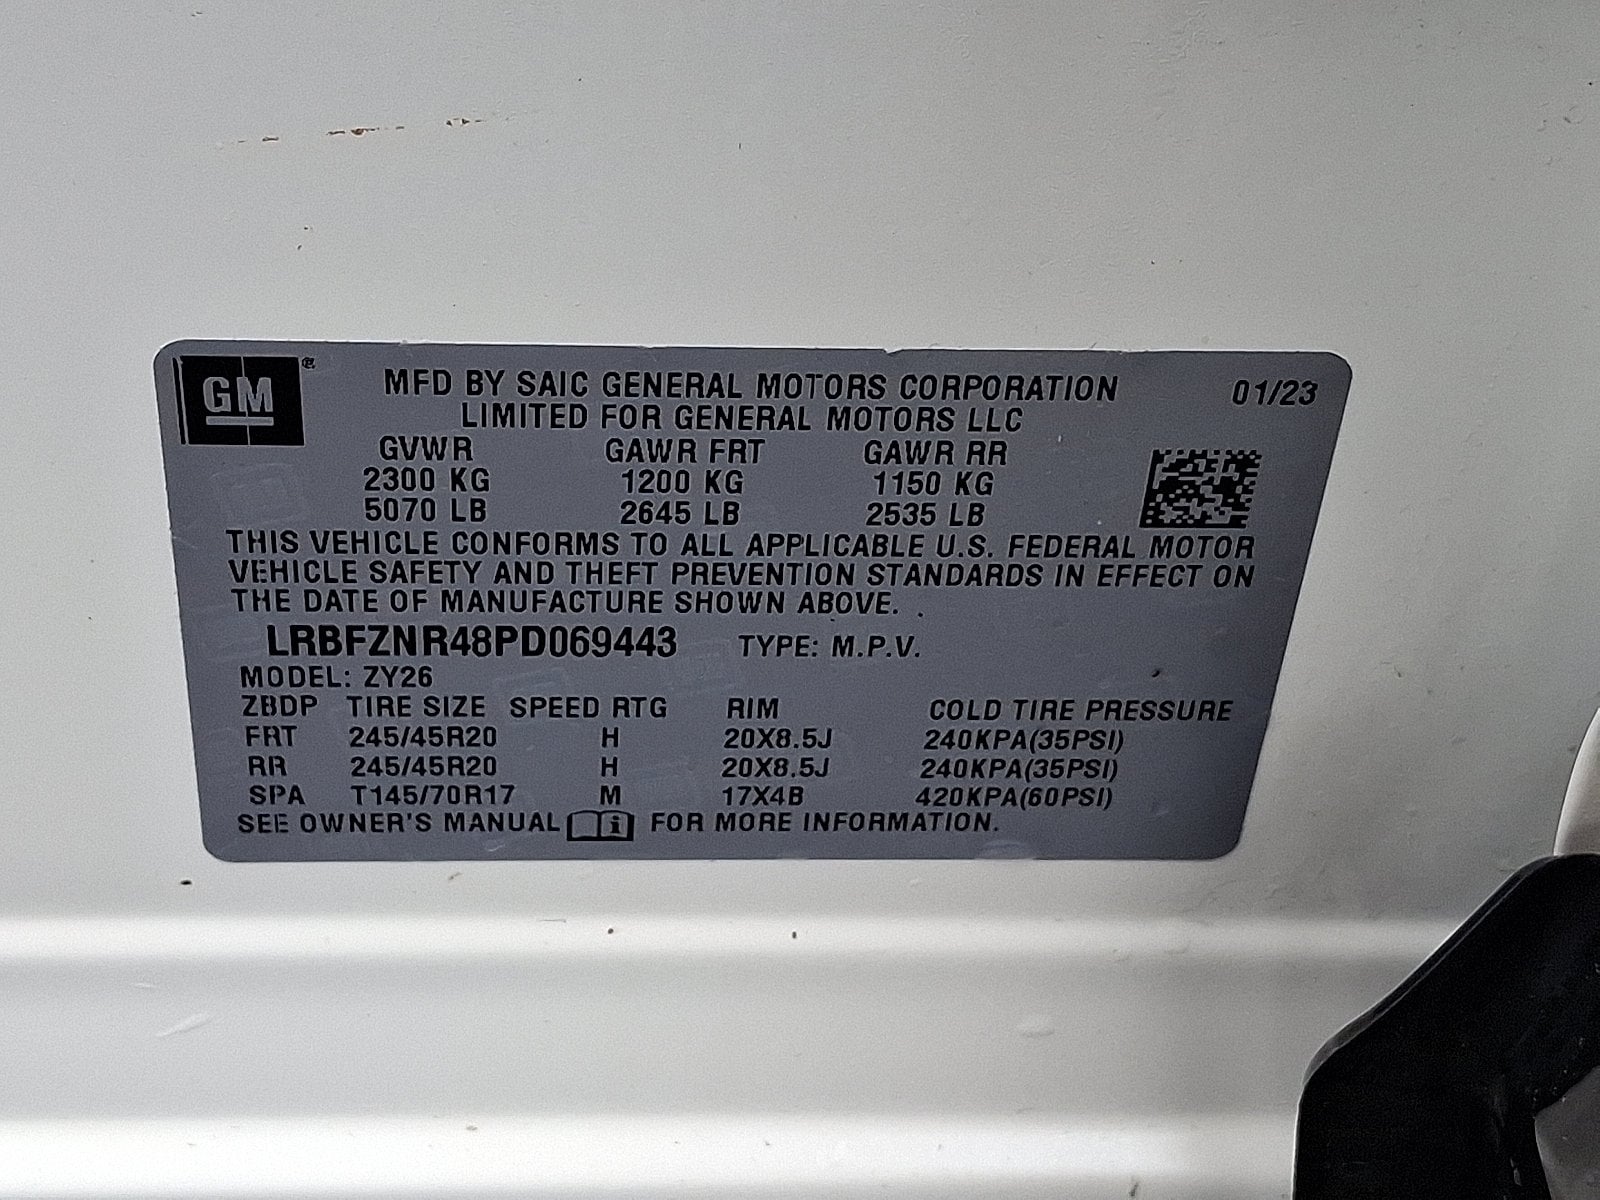 GM ®
MFD BY SAIC GENERAL MOTORS CORPORATION 01/23
LIMITED FOR GENERAL MOTORS LLC
GVWR GAWR FRT GAWR RR
2300 KG 1200 KG 1150 KG
5070 LB 2645 LB 2535 LB
THIS VEHICLE CONFORMS TO ALL APPLICABLE U.S. FEDERAL MOTOR
VEHICLE SAFETY AND THEFT PREVENTION STANDARDS IN EFFECT ON
THE DATE OF MANUFACTURE SHOWN ABOVE.
LRBFZNR48PD069443 TYPE: M.P.V.
MODEL: ZY26
ZBDP TIRE SIZE SPEED RTG RIM COLD TIRE PRESSURE
FRT 245/45R20 H 20X8.5J 240KPA(35PSI)
RR 245/45R20 H 20X8.5J 240KPA(35PSI)
SPA T145/70R17 M 17X4B 420KPA(60PSI)
SEE OWNER'S MANUAL i FOR MORE INFORMATION.